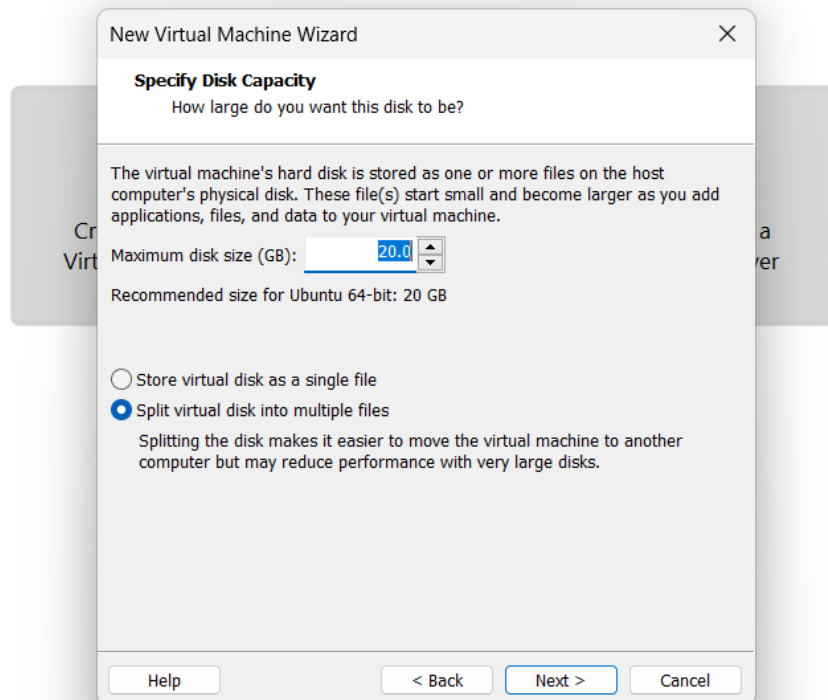 New Virtual Machine Wizard
Specify Disk Capacity
How large do you want this disk to be?
The virtual machine's hard disk is stored as one or more files on the host
computer's physical disk. These file(s) start small and become larger as you add
applications, files, and data to your virtual machine.
Cr
a
Virt
ver
Maximum disk size (GB): 20.0
Recommended size for Ubuntu 64-bit: 20 GB
Store virtual disk as a single file
Split virtual disk into multiple files
Splitting the disk makes it easier to move the virtual machine to another
computer but may reduce performance with very large disks.
Help
< Back
Next >
Cancel